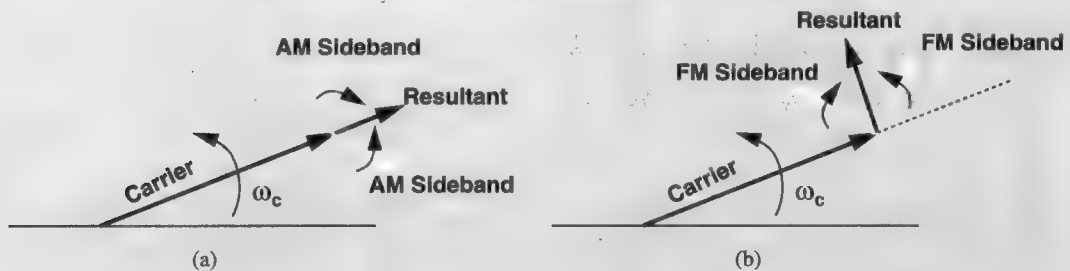 AM Sideband
Resultant
Carrier
ωc
AM Sideband
(a)
Resultant
FM Sideband
FM Sideband
Carrier
ωc
(b)